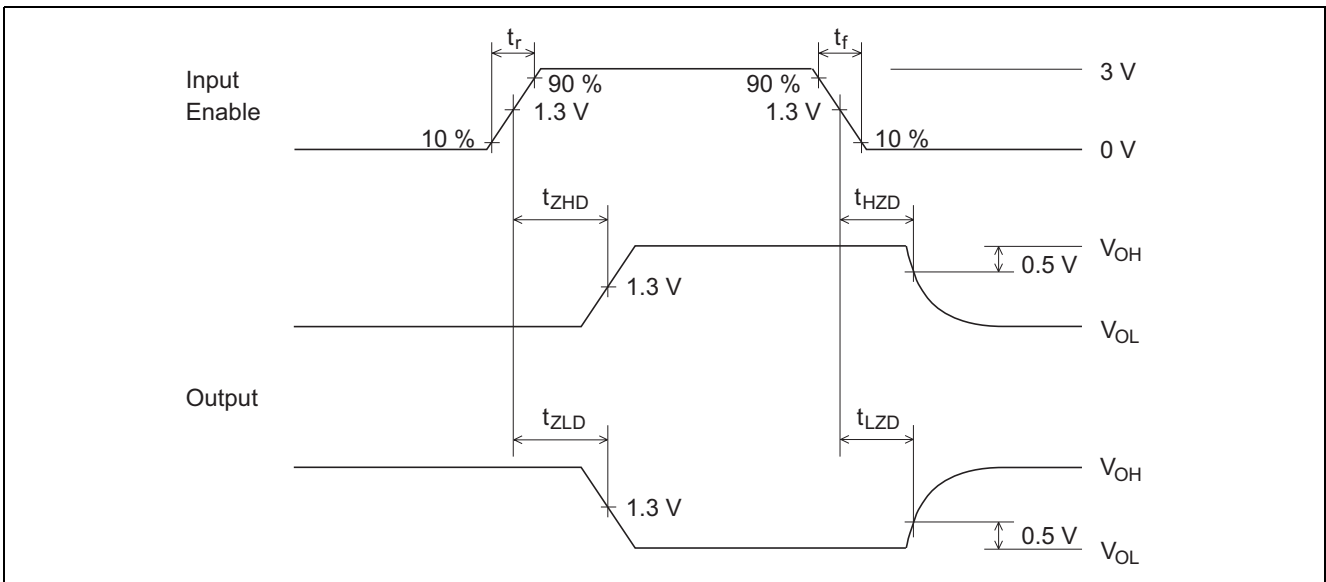 tr
tf
Input
Enable
90 %
90 %
3 V
1.3 V
1.3 V
10 %
10 %
0 V
tZHD
tHZD
VOH
0.5 V
1.3 V
VOL
Output
tZLD
tLZD
VOH
1.3 V
0.5 V
VOL